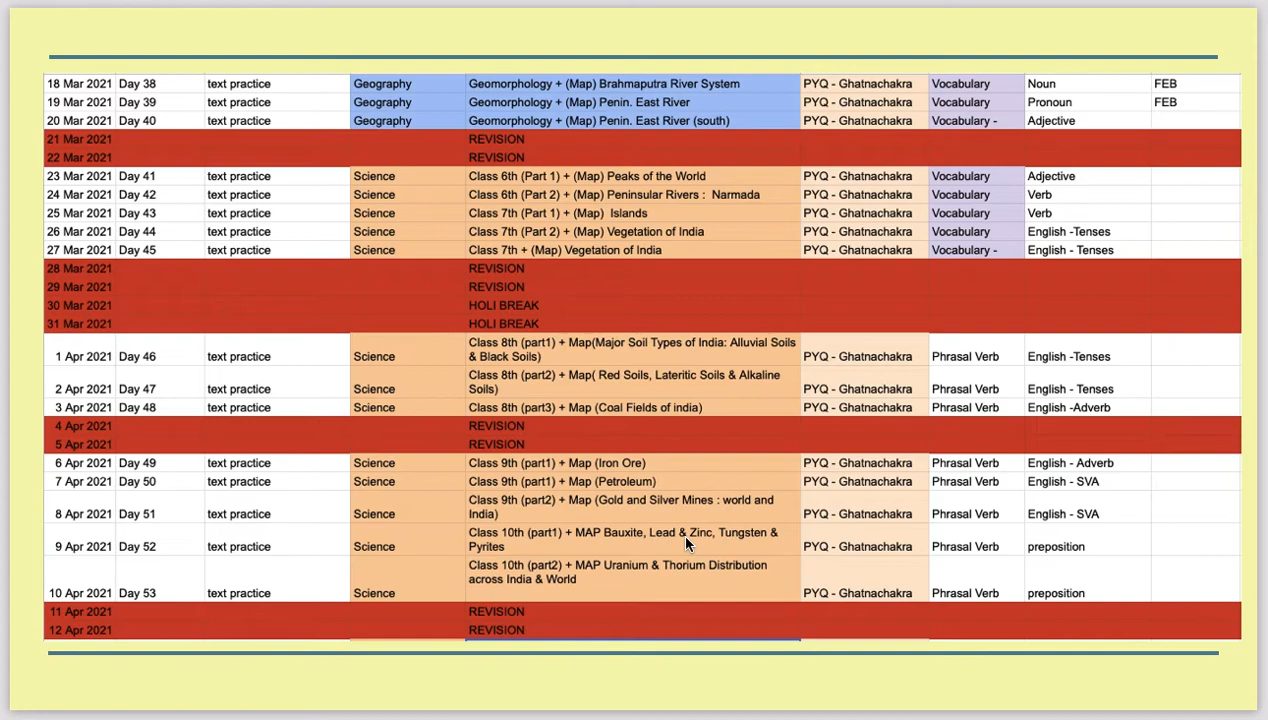 18 Mar 2021 Day 38 text practice Geography Geomorphology + (Map) Brahmaputra River System PYQ - Ghatnachakra Vocabulary Noun FEB
19 Mar 2021 Day 39 text practice Geography Geomorphology + (Map) Penin. East River PYQ - Ghatnachakra Vocabulary Pronoun FEB
20 Mar 2021 Day 40 text practice Geography Geomorphology + (Map) Penin. East River (south) PYQ - Ghatnachakra Vocabulary - Adjective
21 Mar 2021 REVISION
22 Mar 2021 REVISION
23 Mar 2021 Day 41 text practice Science Class 6th (Part 1) + (Map) Peaks of the World PYQ - Ghatnachakra Vocabulary Adjective
24 Mar 2021 Day 42 text practice Science Class 6th (Part 2) + (Map) Peninsular Rivers : Narmada PYQ - Ghatnachakra Vocabulary Verb
25 Mar 2021 Day 43 text practice Science Class 7th (Part 1) + (Map) Islands PYQ - Ghatnachakra Vocabulary Verb
26 Mar 2021 Day 44 text practice Science Class 7th (Part 2) + (Map) Vegetation of India PYQ - Ghatnachakra Vocabulary English -Tenses
27 Mar 2021 Day 45 text practice Science Class 7th + (Map) Vegetation of India PYQ - Ghatnachakra Vocabulary - English - Tenses
28 Mar 2021 REVISION
29 Mar 2021 REVISION
30 Mar 2021 HOLI BREAK
31 Mar 2021 HOLI BREAK
Class 8th (part1) + Map(Major Soil Types of India: Alluvial Soils
1 Apr 2021 Day 46 text practice Science & Black Soils) PYQ - Ghatnachakra Phrasal Verb English -Tenses
Class 8th (part2) + Map( Red Soils, Lateritic Soils & Alkaline
2 Apr 2021 Day 47 text practice Science Soils) PYQ - Ghatnachakra Phrasal Verb English - Tenses
3 Apr 2021 Day 48 text practice Science Class 8th (part3) + Map (Coal Fields of india) PYQ - Ghatnachakra Phrasal Verb English -Adverb
4 Apr 2021 REVISION
5 Apr 2021 REVISION
6 Apr 2021 Day 49 text practice Science Class 9th (part1) + Map (Iron Ore) PYQ - Ghatnachakra Phrasal Verb English - Adverb
7 Apr 2021 Day 50 text practice Science Class 9th (part1) + Map (Petroleum) PYQ - Ghatnachakra Phrasal Verb English - SVA
Class 9th (part2) + Map (Gold and Silver Mines : world and
8 Apr 2021 Day 51 text practice Science India) PYQ - Ghatnachakra Phrasal Verb English - SVA
Class 10th (part1) + MAP Bauxite, Lead & Zinc, Tungsten &
9 Apr 2021 Day 52 text practice Science Pyrites PYQ - Ghatnachakra Phrasal Verb preposition
Class 10th (part2) + MAP Uranium & Thorium Distribution
across India & World
10 Apr 2021 Day 53 text practice Science PYQ - Ghatnachakra Phrasal Verb preposition
11 Apr 2021 REVISION
12 Apr 2021 REVISION